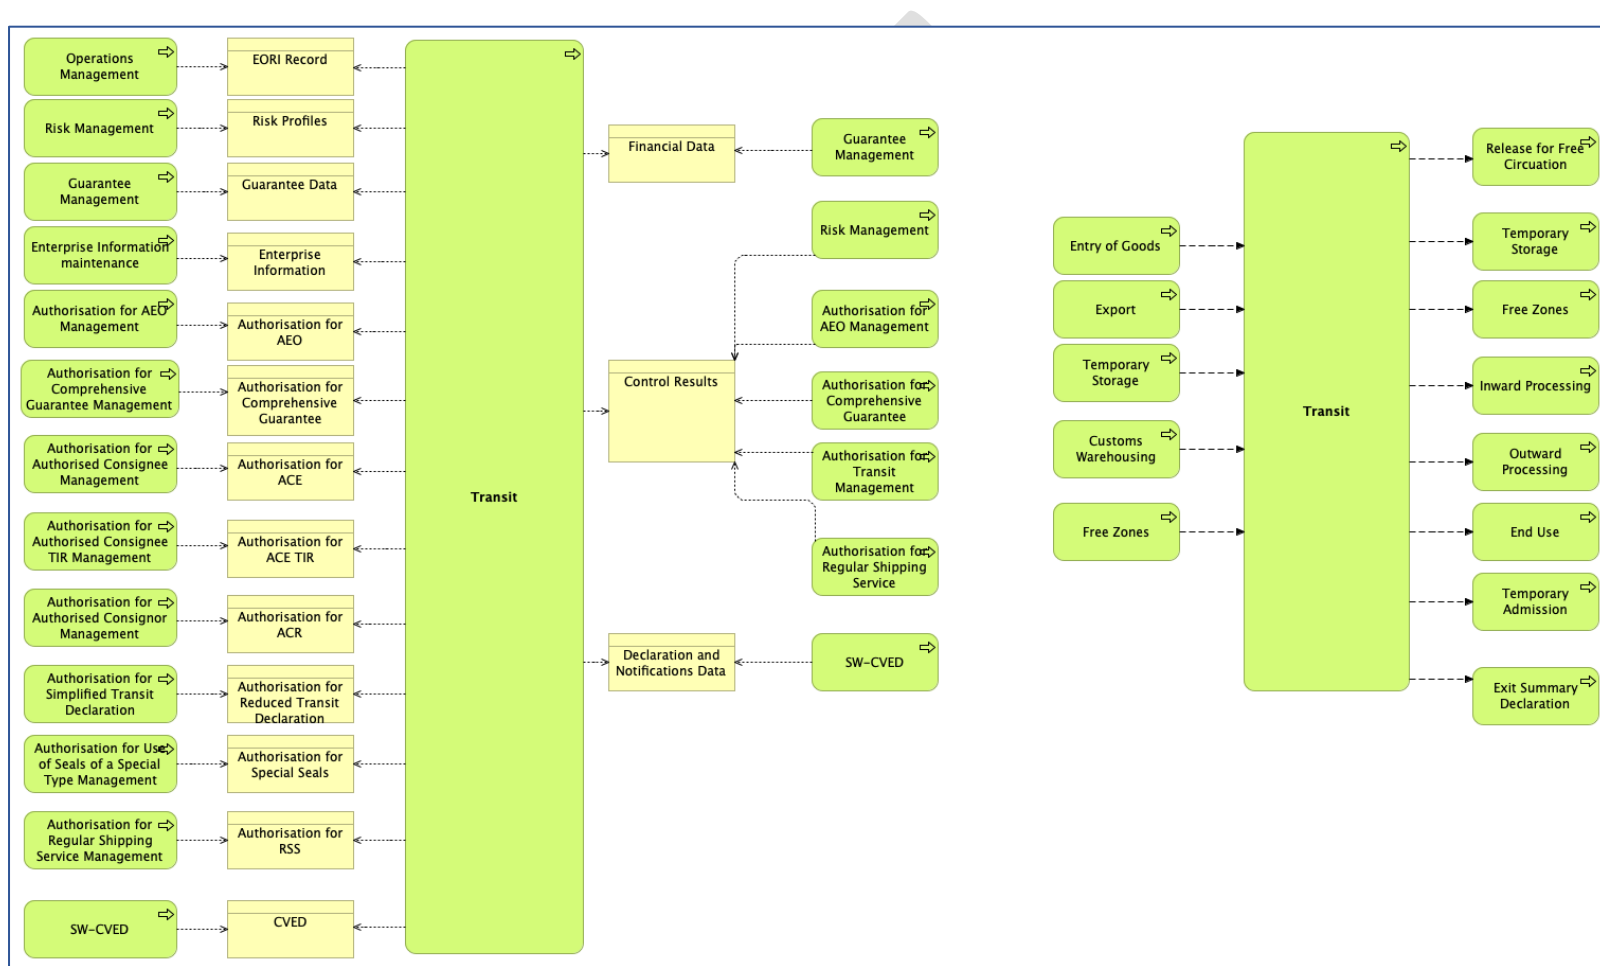 Operations
Management
EORI Record
Risk Management
Risk Profiles
Guarantee
Management
Guarantee Data
Enterprise Information
maintenance
Enterprise
Information
Authorisation for AEO
Management
Authorisation for
AEO
Authorisation for
Comprehensive
Guarantee Management
Authorisation for
Comprehensive
Guarantee
Authorisation for
Authorised Consignee
Management
Authorisation for
ACE
Authorisation for
Authorised Consignee
TIR Management
Authorisation for
ACE TIR
Authorisation for
Authorised Consignor
Management
Authorisation for
ACR
Authorisation for
Simplified Transit
Declaration
Authorisation for
Reduced Transit
Declaration
Authorisation for Use
of Seals of a Special
Type Management
Authorisation for
Special Seals
Authorisation for
Regular Shipping
Service Management
Authorisation for
RSS
SW-CVED
CVED
Transit
Financial Data
Guarantee
Management
Risk Management
Authorisation for
AEO Management
Control Results
Authorisation for
Comprehensive
Guarantee
Authorisation for
Transit
Management
Authorisation for
Regular Shipping
Service
Declaration and
Notifications Data
SW-CVED
Entry of Goods
Export
Temporary
Storage
Customs
Warehousing
Free Zones
Transit
Release for Free
Circuation
Temporary
Storage
Free Zones
Inward Processing
Outward
Processing
End Use
Temporary
Admission
Exit Summary
Declaration